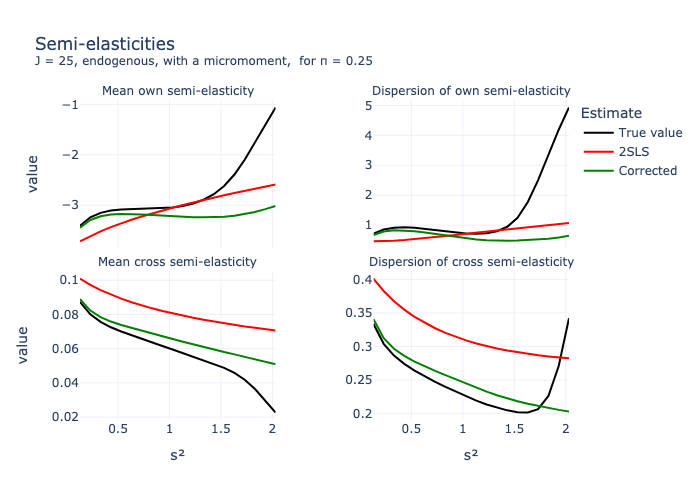 Semi-elasticities
J = 25, endogenous, with a micromoment,  for π = 0.25
Mean own semi-elasticity
Dispersion of own semi-elasticity
Estimate
True value
2SLS
Corrected
−1
−2
−3
value
5
4
3
2
1
Mean cross semi-elasticity
Dispersion of cross semi-elasticity
0.1
0.08
0.06
0.04
0.02
value
0.4
0.35
0.3
0.25
0.2
0.5
1
1.5
2
0.5
1
1.5
2
s²
s²